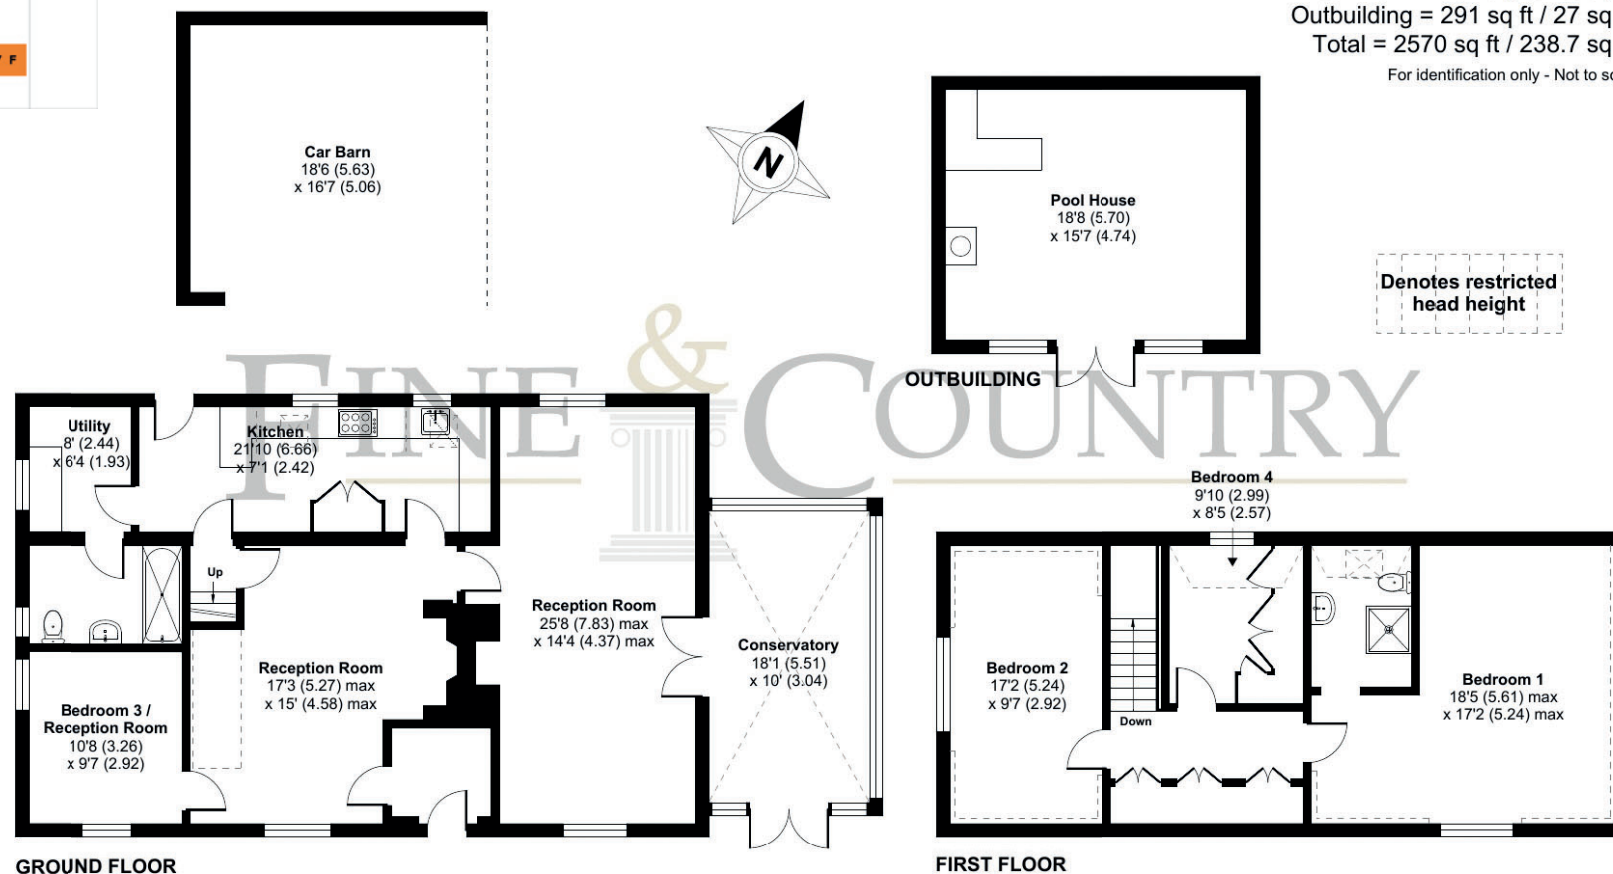 F
Outbuilding = 291 sq ft / 27 sq
Total = 2570 sq ft / 238.7 sq
For identification only - Not to sc
Car Barn
18'6 (5.63)
x 16'7 (5.06)
N
Pool House
18'8 (5.70)
x 15'7 (4.74)
Denotes restricted
head height
OUTBUILDING
FINE & COUNTRY
Utility
8' (2.44)
x 6'4 (1.93)
Kitchen
21'10 (6.66)
x 7'1 (2.42)
Up
Reception Room
25'8 (7.83) max
x 14'4 (4.37) max
Conservatory
18'1 (5.51)
x 10' (3.04)
Reception Room
17'3 (5.27) max
x 15' (4.58) max
Bedroom 3 /
Reception Room
10'8 (3.26)
x 9'7 (2.92)
GROUND FLOOR
Bedroom 4
9'10 (2.99)
x 8'5 (2.57)
Bedroom 2
17'2 (5.24)
x 9'7 (2.92)
Down
Bedroom 1
18'5 (5.61) max
x 17'2 (5.24) max
FIRST FLOOR